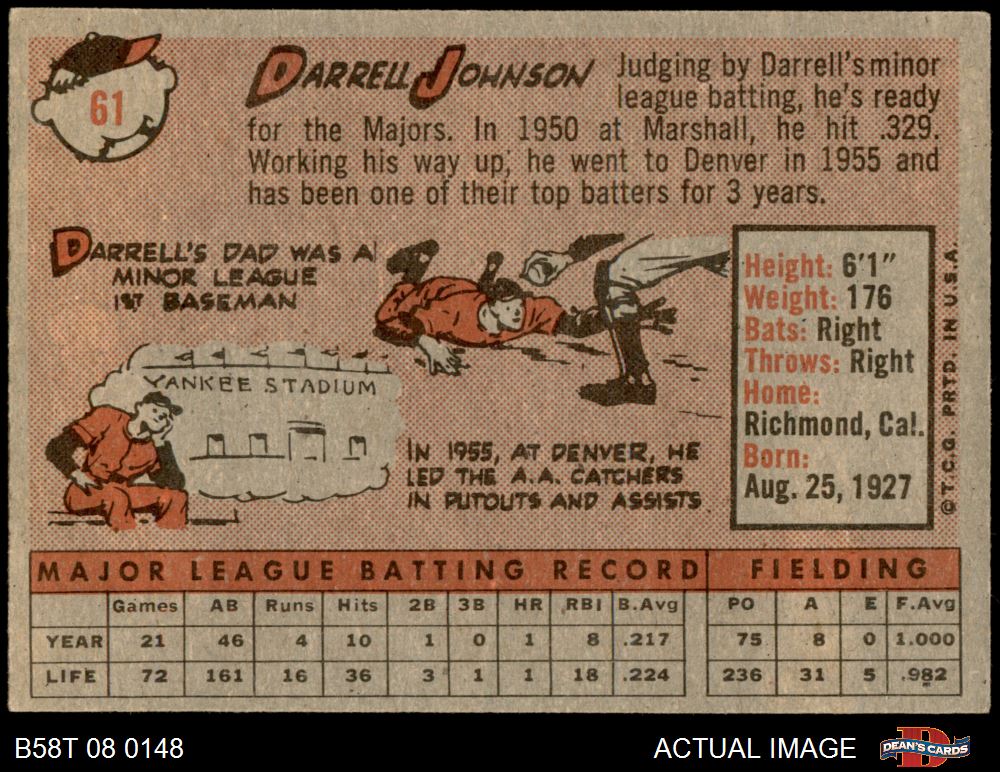 61
DARRELL JOHNSON
Judging by Darrell's minor
league batting, he's ready
for the Majors. In 1950 at Marshall, he hit .329.
Working his way up, he went to Denver in 1955 and
has been one of their top batters for 3 years.
DARRELL'S DAD WAS A
MINOR LEAGUE
1ST BASEMAN
YANKEE STADIUM
IN 1955, AT DENVER, HE
LED THE A.A. CATCHERS
IN PUTOUTS AND ASSISTS
Height: 6'1"
Weight: 176
Bats: Right
Throws: Right
Home:
Richmond, Cal.
Born:
Aug. 25, 1927
©T.C.G. PRTD. IN U.S.A.
MAJOR LEAGUE BATTING RECORD FIELDING
Games AB Runs Hits 2B 3B HR RBI B.Avg PO A E F.Avg
YEAR 21 46 4 10 1 0 1 8 .217 75 8 0 1.000
LIFE 72 161 16 36 3 1 1 18 .224 236 31 5 .982
B58T 08 0148 ACTUAL IMAGE DEAN'S CARDS